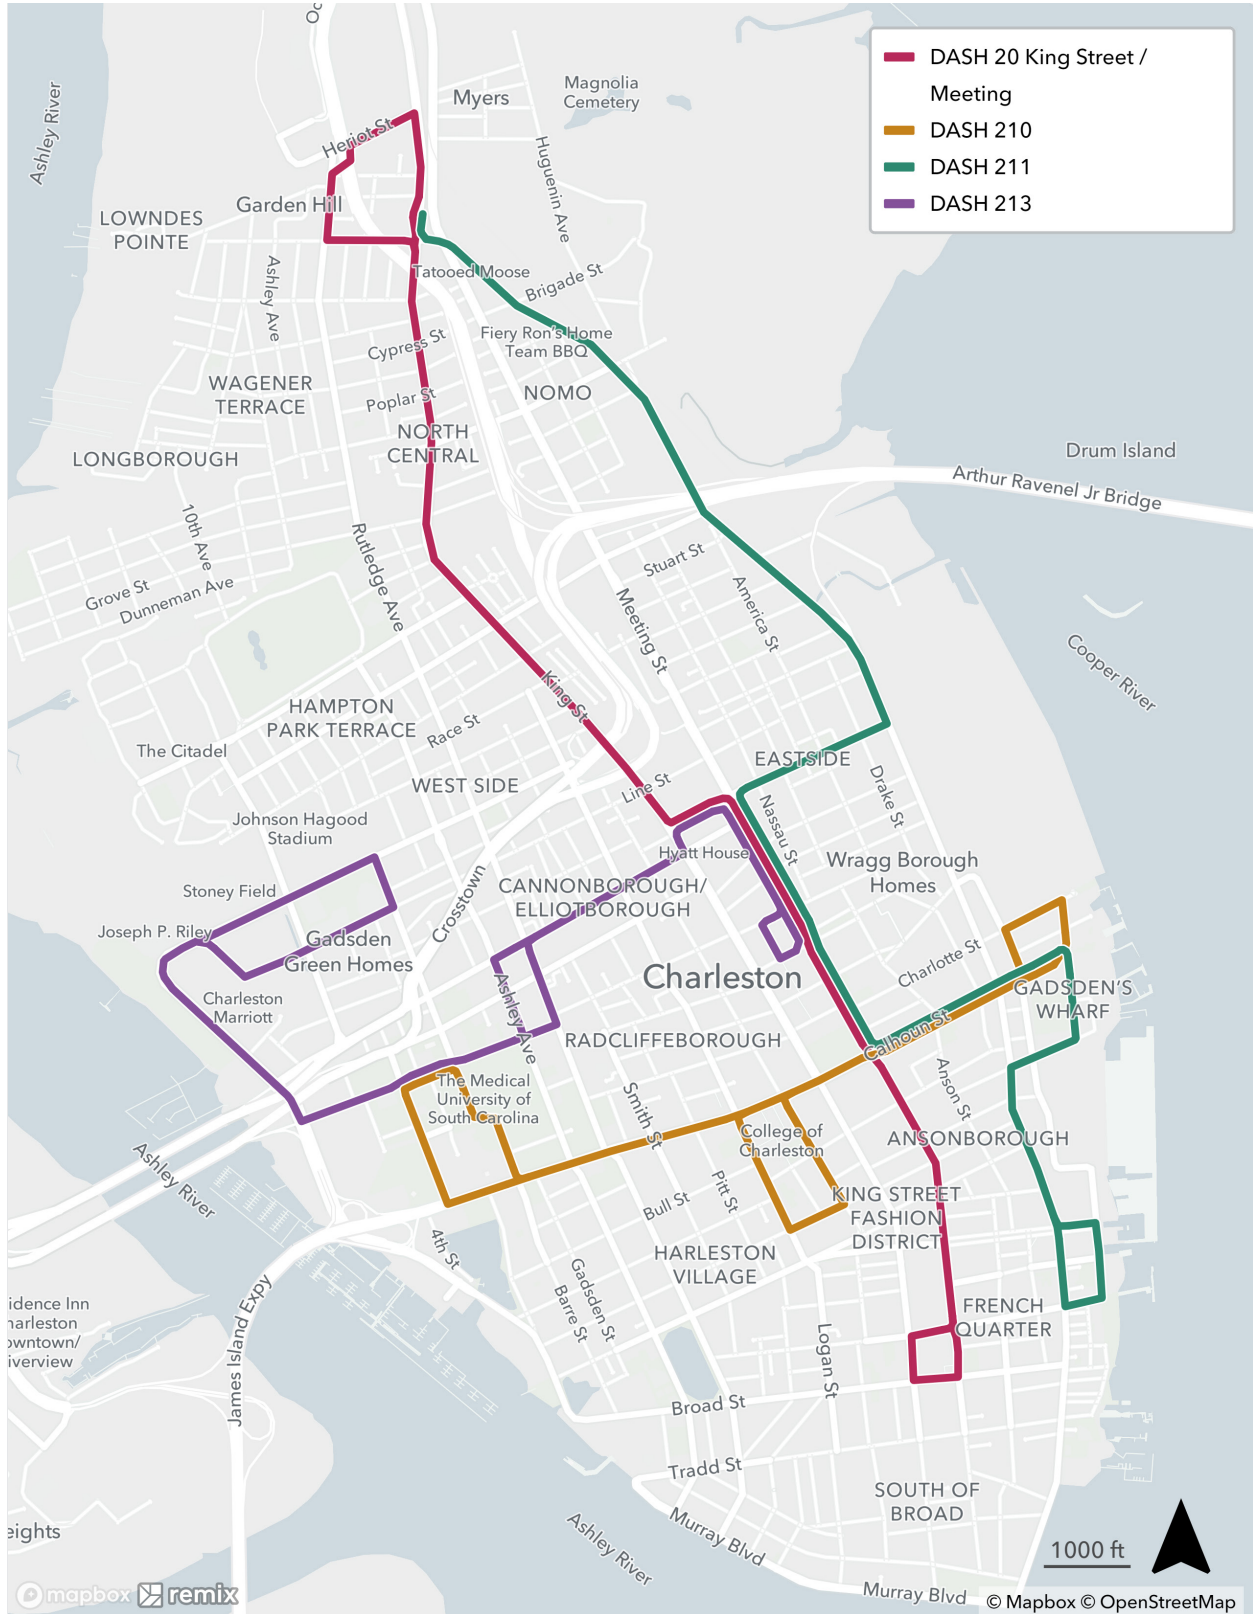 Oc
DASH 20 King Street /
Meeting
DASH 210
DASH 211
DASH 213
Ashley River
Myers
Magnolia
Cemetery
Heriot St
Huguenin Ave
Garden Hill
LOWNDES
POINTE
Ashley Ave
Tatooed Moose
Brigade St
Cypress St
Fiery Ron's Home
Team BBQ
WAGENER
TERRACE
Poplar St
NOMO
NORTH
CENTRAL
LONGBOROUGH
Drum Island
Arthur Ravenel Jr Bridge
10th Ave
Rutledge Ave
Stuart St
Grove St
Dunneman Ave
America St
Meeting St
Cooper River
King St
HAMPTON
PARK TERRACE
Race St
The Citadel
EASTSIDE
WEST SIDE
Line St
Drake St
Nassau St
Johnson Hagood
Stadium
Hyatt House
Wragg Borough
Homes
Stoney Field
CANNONBOROUGH/
ELLIOTBOROUGH
Crosstown
Joseph P. Riley
Gadsden
Green Homes
Charleston
Charlotte St
Charleston
Marriott
GADSDEN'S
WHARF
Ashley Ave
RADCLIFFEBOROUGH
Calhoun St
The Medical
University of
South Carolina
Anson St
Smith St
College of
Charleston
ANSONBOROUGH
Ashley River
Pitt St
Bull St
KING STREET
FASHION
DISTRICT
4th St
HARLESTON
VILLAGE
Gadsden St
Barre St
idence Inn
harleston
owntown/
iverview
James Island Expy
FRENCH
QUARTER
Logan St
Broad St
Tradd St
SOUTH OF
BROAD
eights
Murray Blvd
Ashley River
1000 ft
Murray Blvd
mapbox remix
© Mapbox © OpenStreetMap